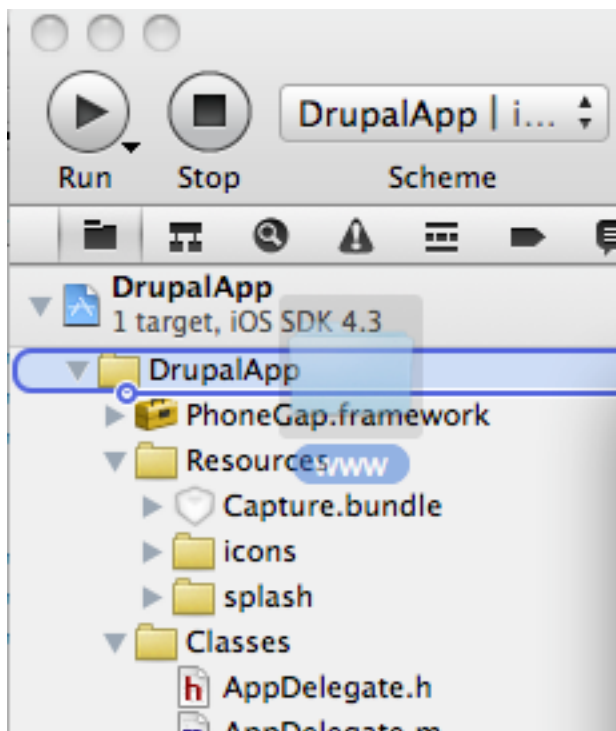 DrupalApp | i...
Run Stop Scheme
DrupalApp
1 target, iOS SDK 4.3
DrupalApp
PhoneGap.framework
Resources
www
Capture.bundle
icons
splash
Classes
h AppDelegate.h
AppDelegate.m